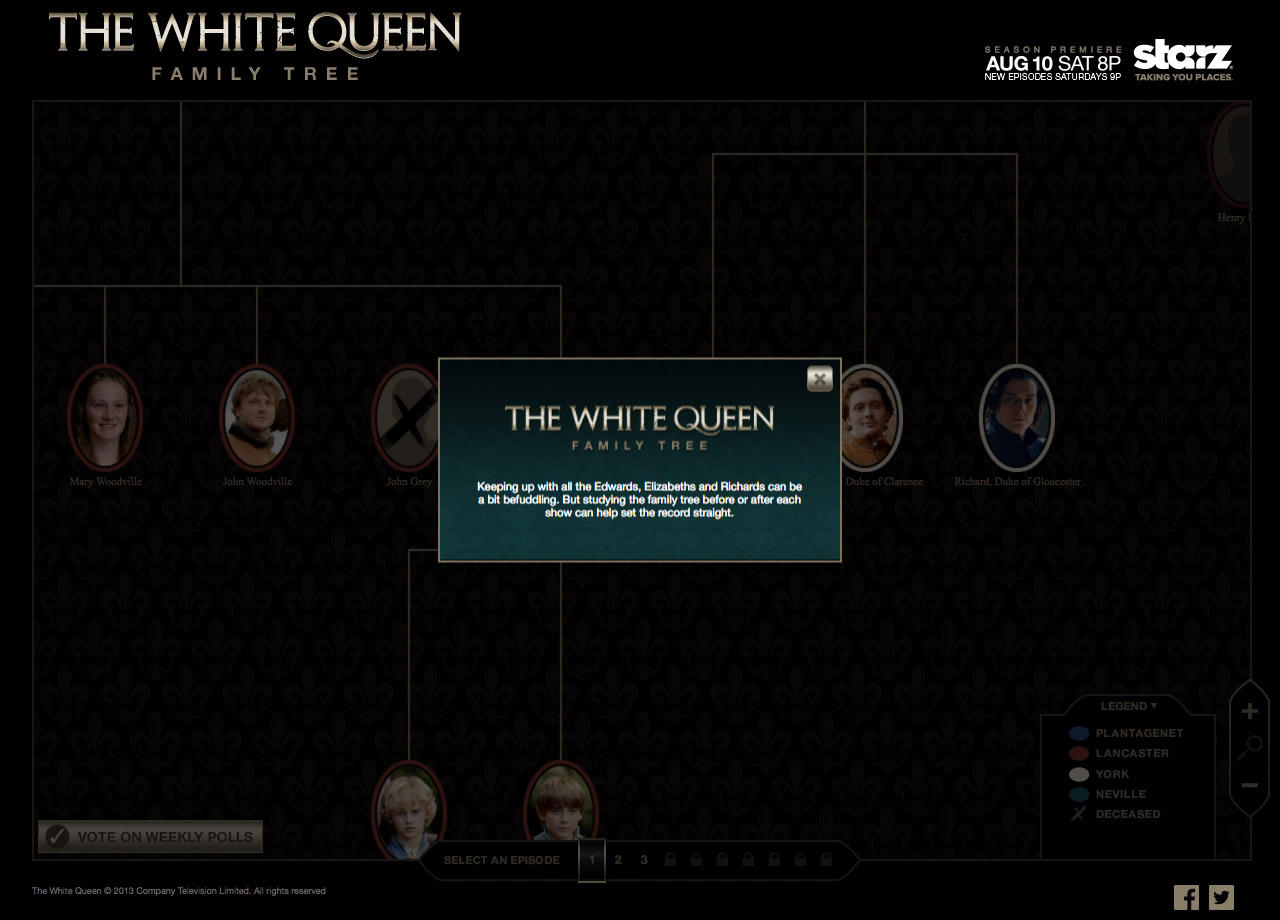 THE WHITE QUEEN
FAMILY TREE
SEASON PREMIERE
AUG 10 SAT 8P
NEW EPISODES SATURDAYS 9P
starz
TAKING YOU PLACES.
Henry
Mary Woodville
John Woodville
John Grey
Duke of Clarence
Richard, Duke of Gloucester
THE WHITE QUEEN
FAMILY TREE
Keeping up with all the Edwards, Elizabeths and Richards can be
a bit befuddling. But studying the family tree before or after each
show can help set the record straight.
LEGEND
PLANTAGENET
LANCASTER
YORK
NEVILLE
DECEASED
VOTE ON WEEKLY POLLS
SELECT AN EPISODE 1 2 3
The White Queen © 2013 Company Television Limited. All rights reserved